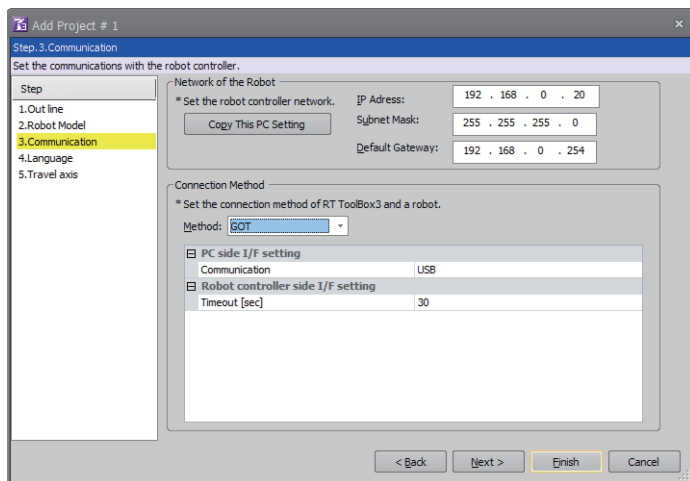 Add Project # 1
Step.3.Communication
Set the communications with the robot controller.
Step
1.Out line
2.Robot Model
3.Communication
4.Language
5.Travel axis
Network of the Robot
* Set the robot controller network.
Copy This PC Setting
IP Adress: 192 . 168 . 0 . 20
Subnet Mask: 255 . 255 . 255 . 0
Default Gateway: 192 . 168 . 0 . 254
Connection Method
* Set the connection method of RT ToolBox3 and a robot.
Method: GOT
PC side I/F setting
Communication USB
Robot controller side I/F setting
Timeout [sec] 30
< Back Next > Finish Cancel